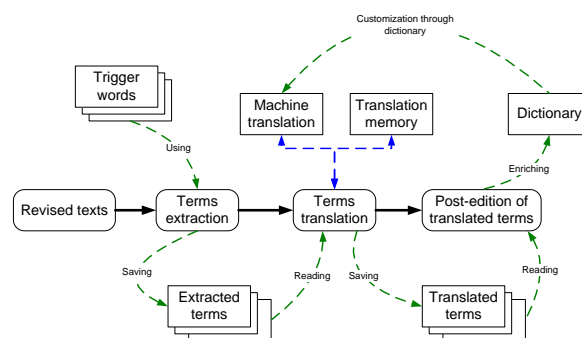 Customization through
dictionary
Trigger
words
Machine
translation
Translation
memory
Dictionary
Using
Enriching
Revised texts
Terms
extraction
Terms
translation
Post-edition of
translated terms
Saving
Reading
Saving
Reading
Extracted
terms
Translated
terms